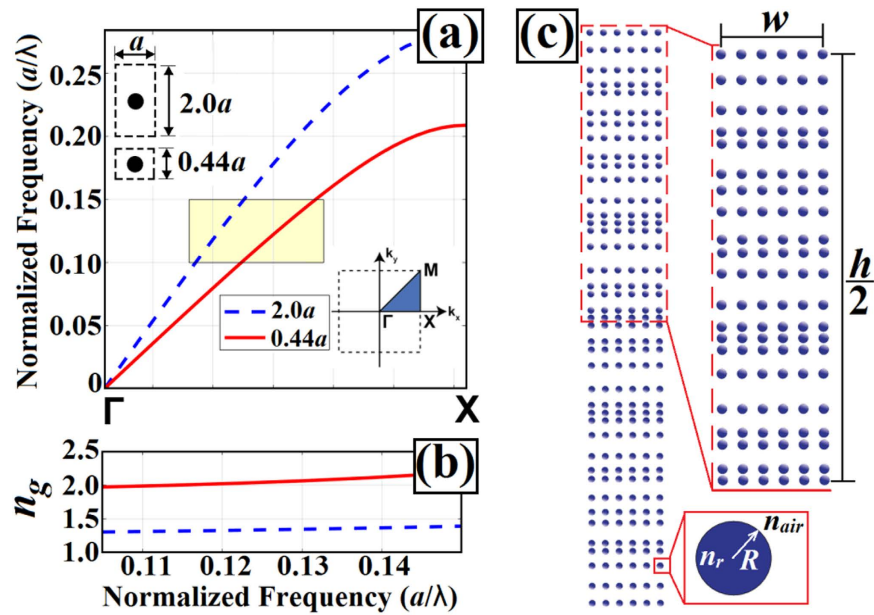 (a)
Normalized Frequency (a/λ)
0.25
0.20
0.15
0.10
0.05
0
a
2.0a
0.44a
2.0a
0.44a
k_y
M
Γ
X
k_x
Γ
X
(b)
n_g
2.5
2.0
1.5
1.0
0.11
0.12
0.13
0.14
Normalized Frequency (a/λ)
(c)
w
h
2
n_air
n_r
R